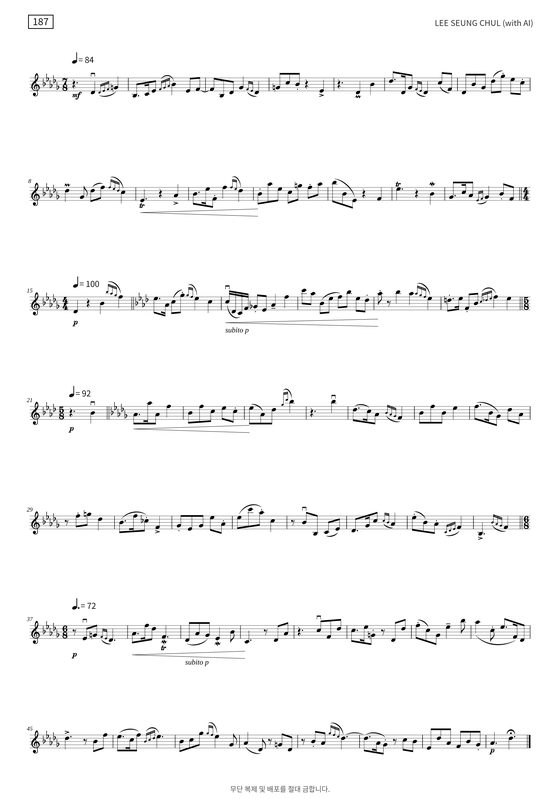 187
LEE SEUNG CHUL (with AI)
= 84
mf
8
15
= 100
p
subito p
21
= 92
p
29
37
= 72
p
subito p
45
p
무단 복제 및 배포를 절대 금합니다.